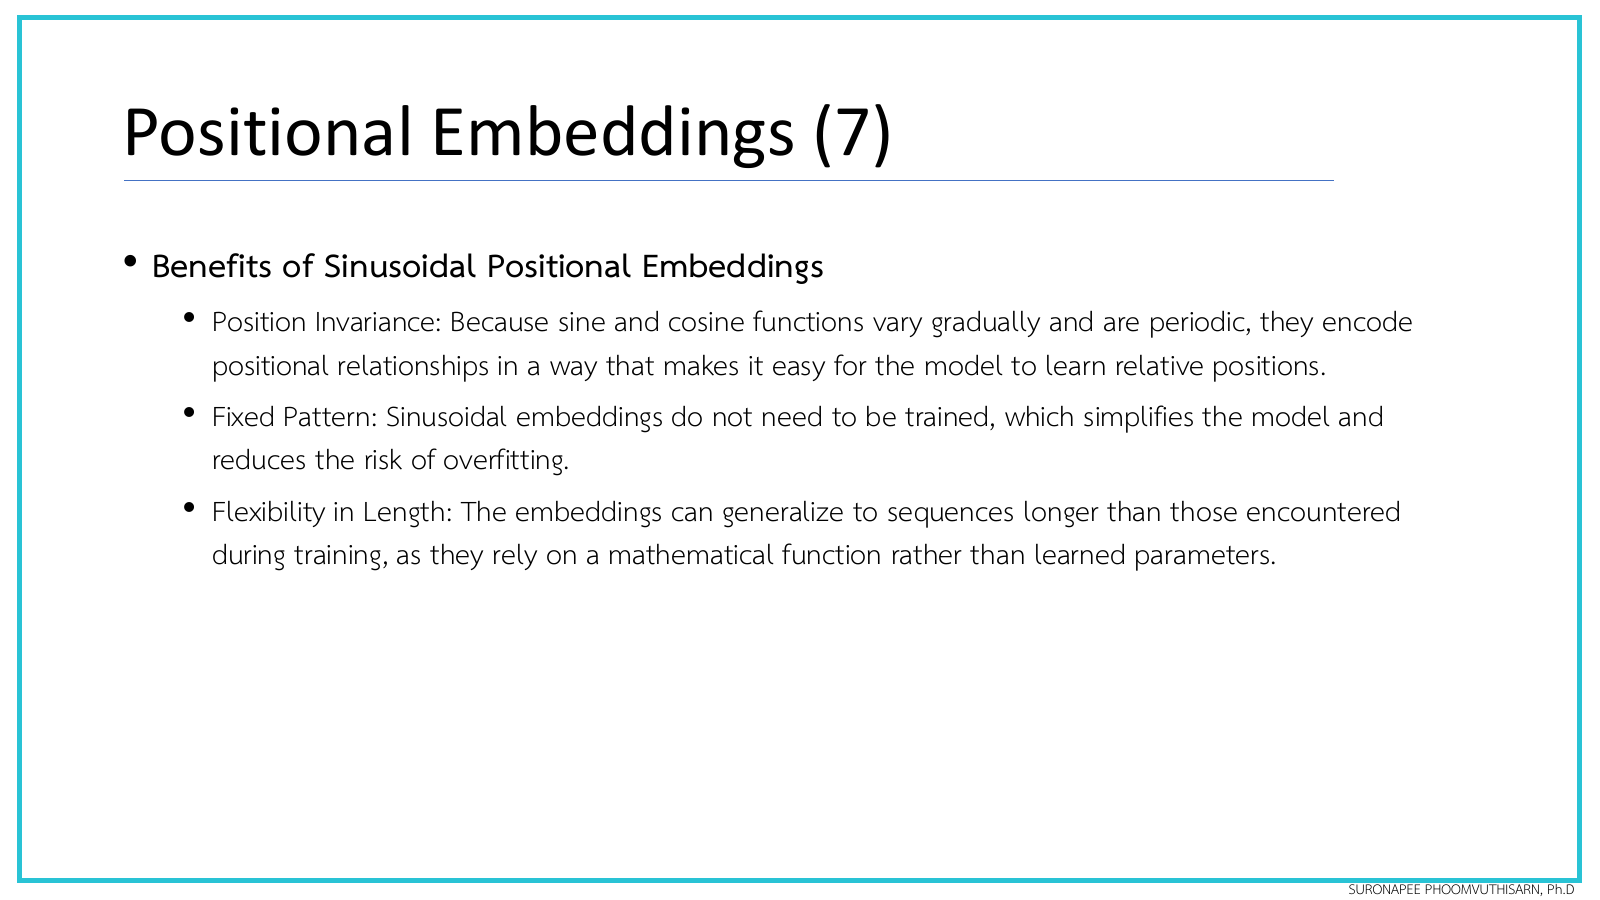 Positional Embeddings (7)
• Benefits of Sinusoidal Positional Embeddings
• Position Invariance: Because sine and cosine functions vary gradually and are periodic, they encode
positional relationships in a way that makes it easy for the model to learn relative positions.
• Fixed Pattern: Sinusoidal embeddings do not need to be trained, which simplifies the model and
reduces the risk of overfitting.
• Flexibility in Length: The embeddings can generalize to sequences longer than those encountered
during training, as they rely on a mathematical function rather than learned parameters.
SURONAPEE PHOOMVUTHISARN, Ph.D